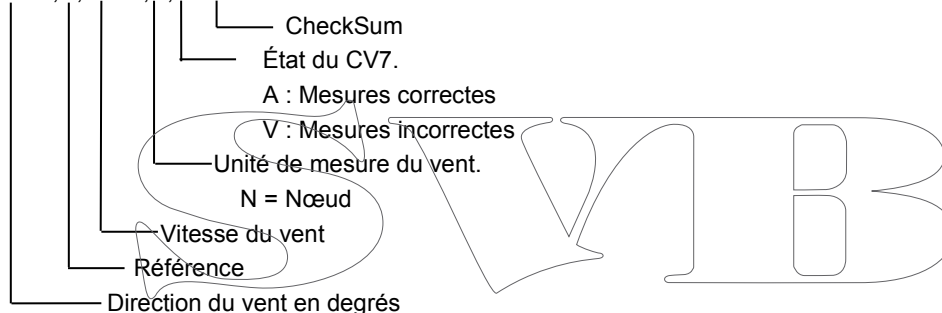 CheckSum
État du CV7.
A : Mesures correctes
V : Mesures incorrectes
Unité de mesure du vent.
N = Nœud
Vitesse du vent
Référence
Direction du vent en degrés
SVB